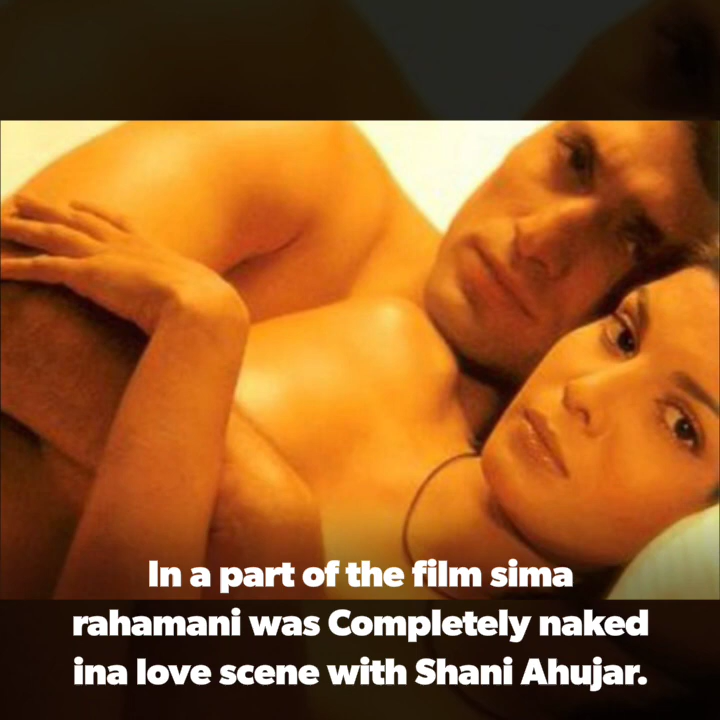 In a part of the film sima
rahamani was Completely naked
ina love scene with Shani Ahujar.